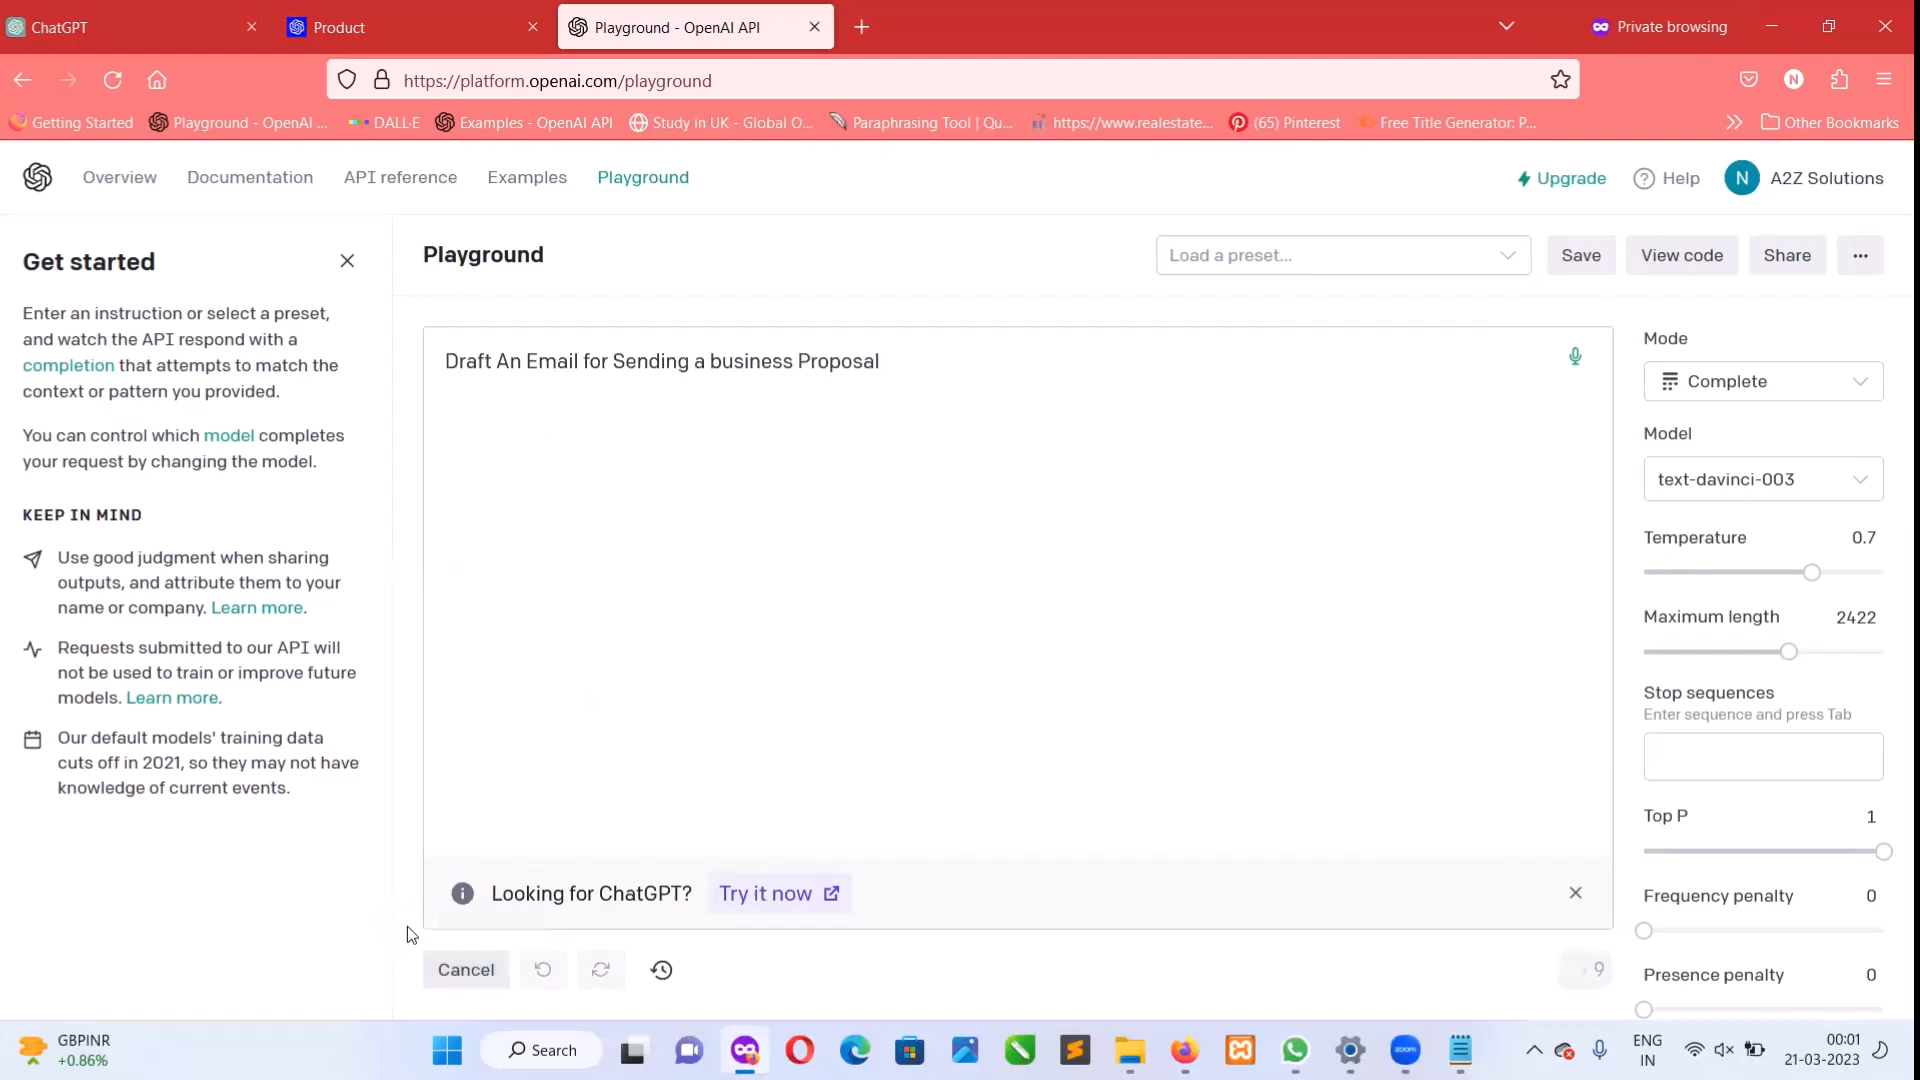 ChatGPT
Product
Playground - OpenAI API
Private browsing
https://platform.openai.com/playground
N
Getting Started
Playground - OpenAI ...
DALL·E
Examples - OpenAI API
Study in UK - Global O...
Paraphrasing Tool | Qu...
https://www.realestate...
(65) Pinterest
Free Title Generator: P...
Other Bookmarks
Overview
Documentation
API reference
Examples
Playground
Upgrade
Help
N
A2Z Solutions
Get started
Enter an instruction or select a preset,
and watch the API respond with a
completion that attempts to match the
context or pattern you provided.
You can control which model completes
your request by changing the model.
KEEP IN MIND
Use good judgment when sharing
outputs, and attribute them to your
name or company. Learn more.
Requests submitted to our API will
not be used to train or improve future
models. Learn more.
Our default models' training data
cuts off in 2021, so they may not have
knowledge of current events.
Playground
Load a preset...
Save
View code
Share
...
Draft An Email for Sending a business Proposal
Looking for ChatGPT?
Try it now
Cancel
9
Mode
Complete
Model
text-davinci-003
Temperature 0.7
Maximum length 2422
Stop sequences
Enter sequence and press Tab
Top P 1
Frequency penalty 0
Presence penalty 0
GBPINR
+0.86%
Search
zoom
ENG
IN
00:01
21-03-2023